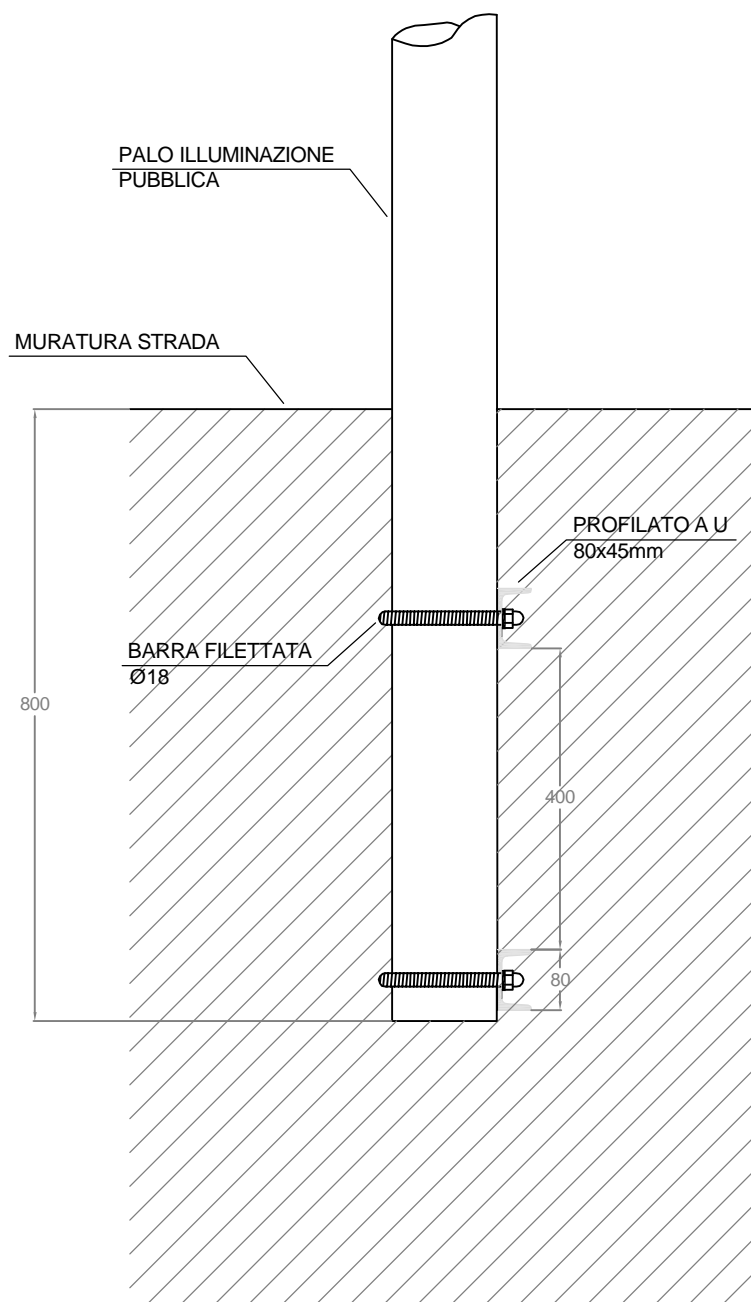 PALO ILLUMINAZIONE
PUBBLICA
MURATURA STRADA
PROFILATO A U
80x45mm
BARRA FILETTATA
Ø18
800
400
80